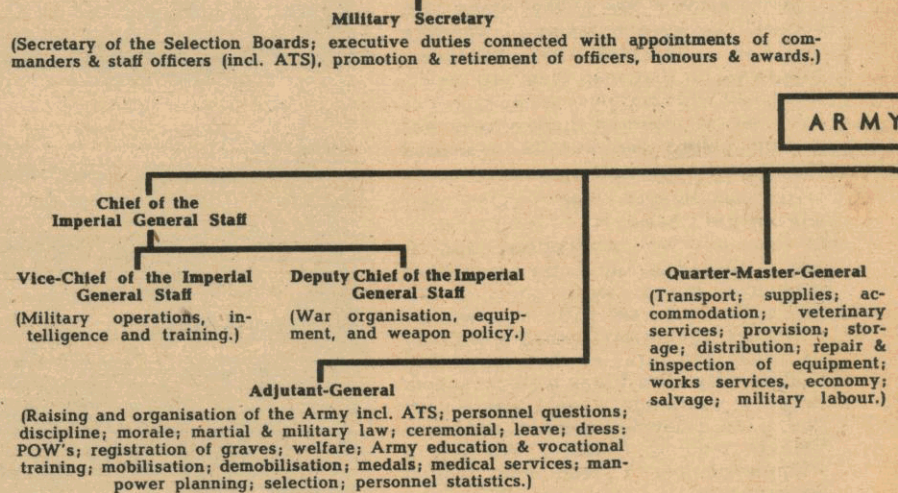 Military Secretary
(Secretary of the Selection Boards; executive duties connected with appointments of com-
manders & staff officers (incl. ATS), promotion & retirement of officers, honours & awards.)
ARMY
Chief of the
Imperial General Staff
Vice-Chief of the Imperial
General Staff
(Military operations, in-
telligence and training.)
Deputy Chief of the Imperial
General Staff
(War organisation, equip-
ment, and weapon policy.)
Quarter-Master-General
(Transport; supplies; ac-
commodation; veterinary
services; provision; stor-
age; distribution; repair &
inspection of equipment;
works services, economy;
salvage; military labour.)
Adjutant-General
(Raising and organisation of the Army incl. ATS; personnel questions;
discipline; morale; martial & military law; ceremonial; leave; dress:
POW's; registration of graves; welfare; Army education & vocational
training; mobilisation; demobilisation; medals; medical services; man-
power planning; selection; personnel statistics.)